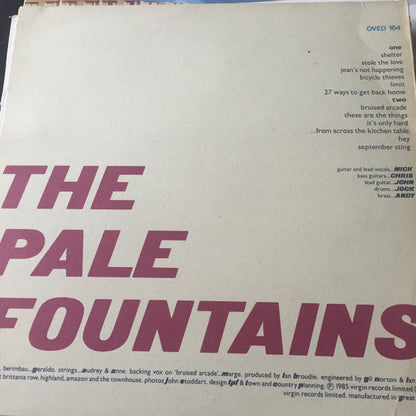 OVED 164
one
shelter
stole the love
jean's not happening
bicycle thieves
limit
27 ways to get back home
two
bruised arcade
these are the things
it's only hard
...from across the kitchen table
hey
september sting
guitar and lead vocals...MICK
bass guitars...CHRIS
lead guitar...JOHN
drums...JOCK
brass...ANDY
THE
PALE
FOUNTAINS
berimbau...geraldo. strings...audrey & anne. backing vox on 'bruised arcade'...marge. produced by ian broudie. engineered by gil norton & ian
brittania row, highland, amazon and the townhouse. photos john stoddart. design tpf & town and country planning. ℗ 1985 virgin records limited
virgin records limited. manufactured in great